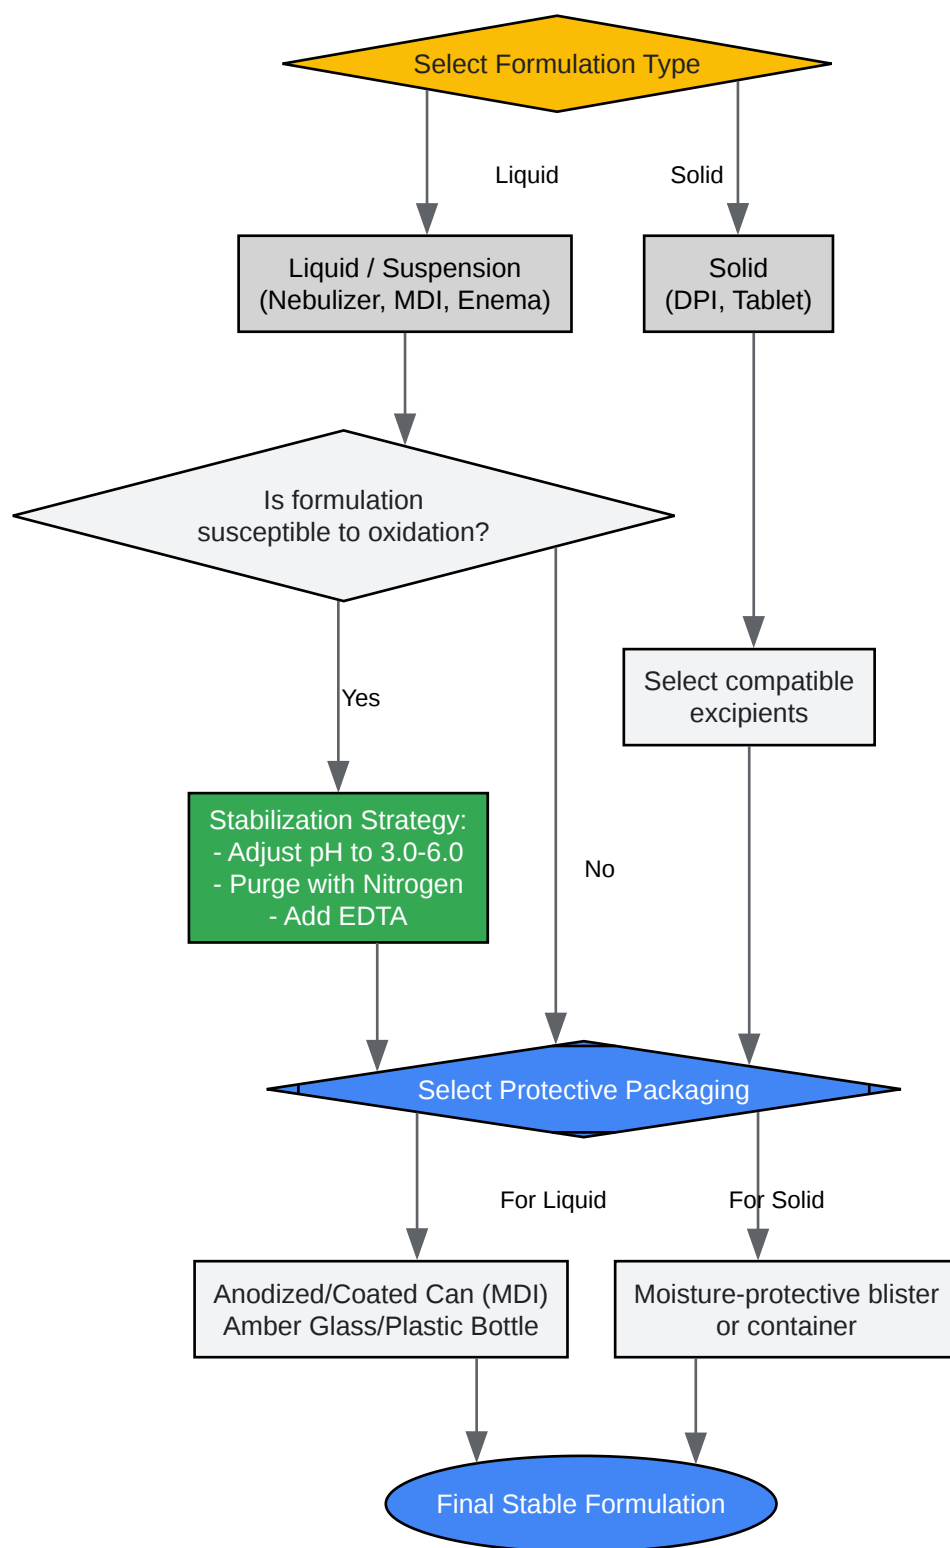 Select Formulation Type
Liquid
Solid
Liquid / Suspension
(Nebulizer, MDI, Enema)
Solid
(DPI, Tablet)
Is formulation
susceptible to oxidation?
Select compatible
excipients
Yes
Stabilization Strategy:
- Adjust pH to 3.0-6.0
- Purge with Nitrogen
- Add EDTA
No
Select Protective Packaging
For Liquid
For Solid
Anodized/Coated Can (MDI)
Amber Glass/Plastic Bottle
Moisture-protective blister
or container
Final Stable Formulation